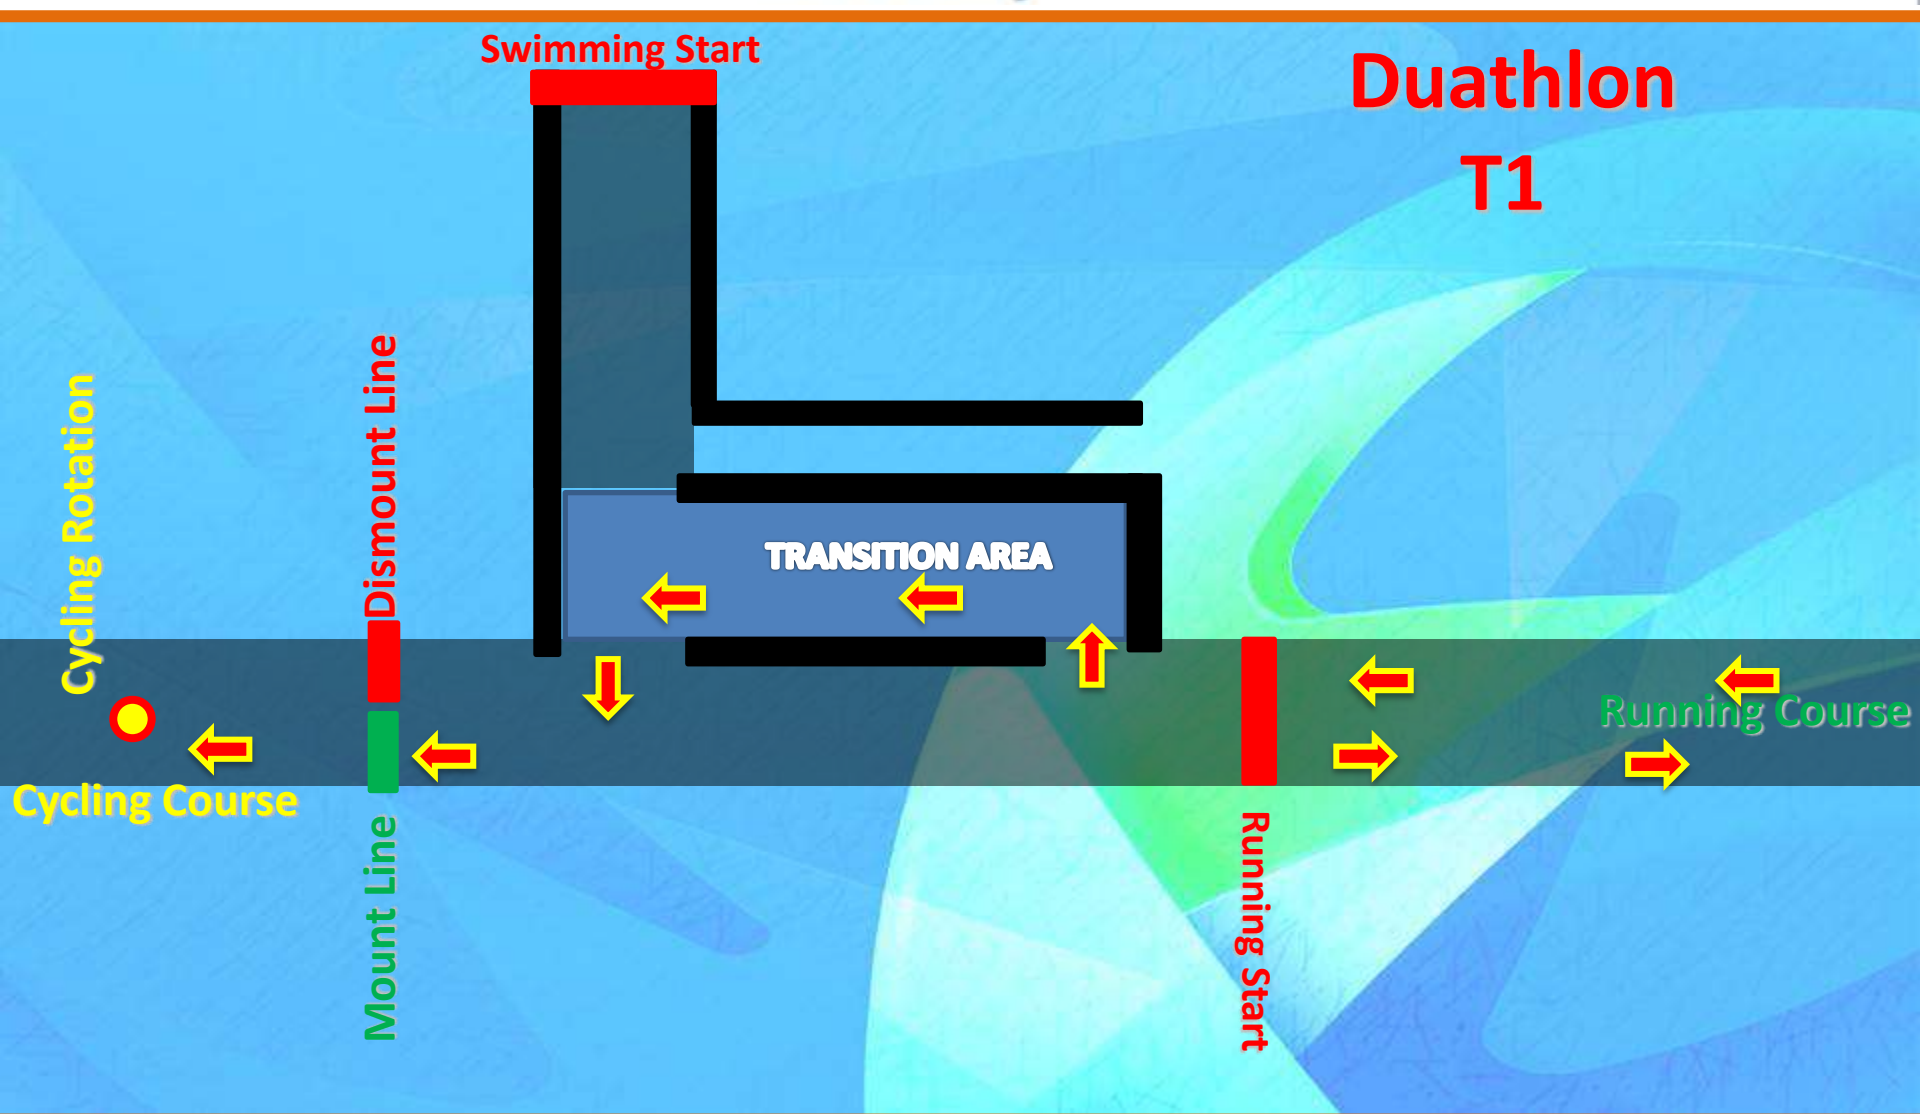 Swimming Start
Duathlon
T1
Dismount Line
Cycling Rotation
TRANSITION AREA
Running Course
Cycling Course
Mount Line
Running Start